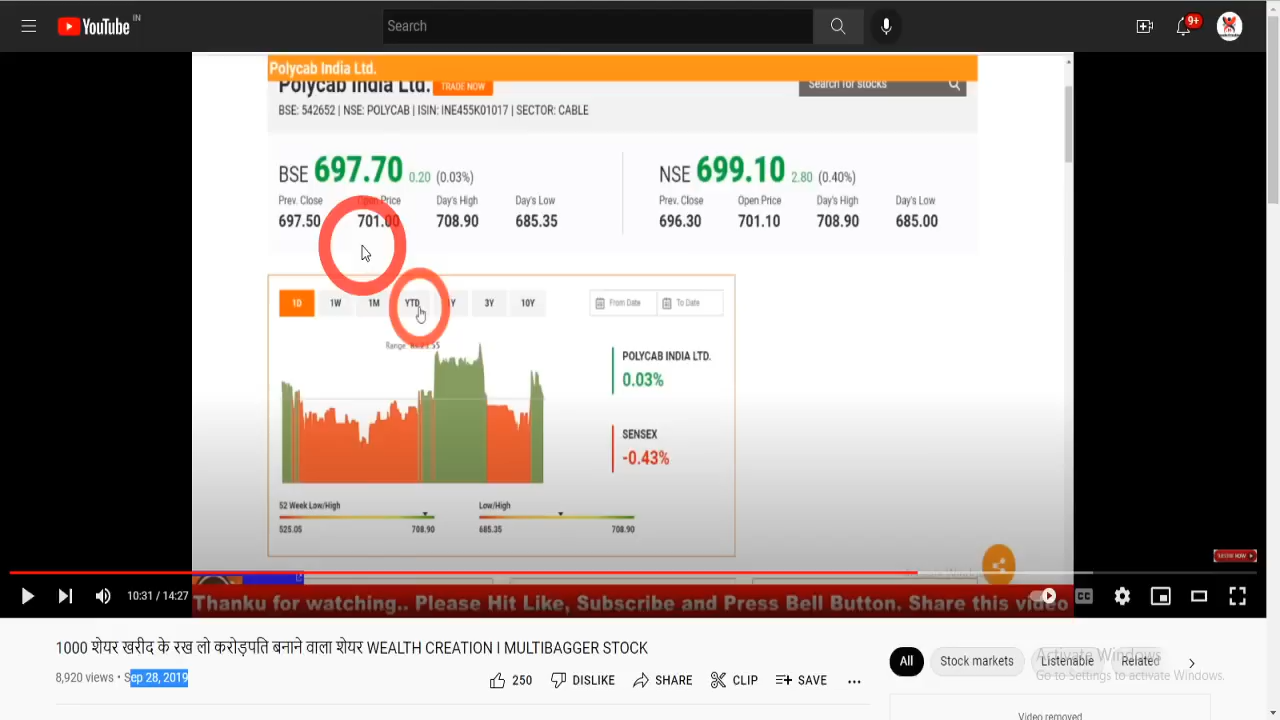 YouTube IN
Search
9+
Polycab India Ltd.
Polycab India Ltd. TRADE NOW
Search for stocks
BSE: 542652 | NSE: POLYCAB | ISIN: INE455K01017 | SECTOR: CABLE
BSE 697.70 0.20 (0.03%)
Prev. Close Open Price Day's High Day's Low
697.50 701.00 708.90 685.35
NSE 699.10 2.80 (0.40%)
Prev. Close Open Price Day's High Day's Low
696.30 701.10 708.90 685.00
1D 1W 1M YTD Y 3Y 10Y
From Date To Date
Range
POLYCAB INDIA LTD.
0.03%
SENSEX
-0.43%
52 Week Low/High
525.05 708.90
Low/High
685.35 708.90
10:31 / 14:27
CC
Thanku for watching.. Please Hit Like, Subscribe and Press Bell Button. Share this video
1000 शेयर खरीद के रख लो करोड़पति बनाने वाला शेयर WEALTH CREATION I MULTIBAGGER STOCK
8,920 views • Sep 28, 2019
250 DISLIKE SHARE CLIP SAVE
All Stock markets Listenable Related
Activate Windows
Go to Settings to activate Windows.
Video removed